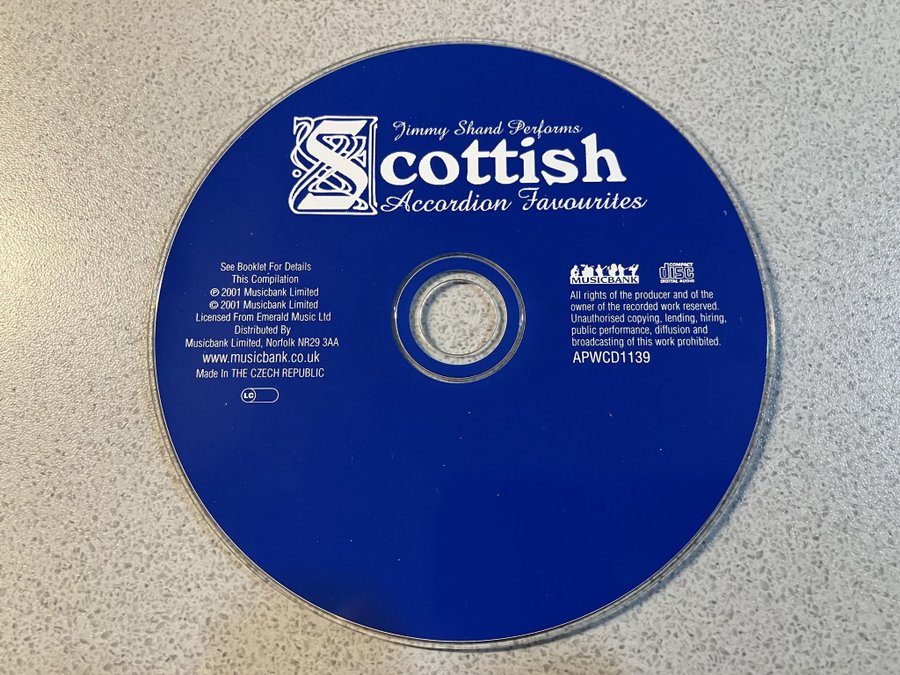 Jimmy Shand Performs
Scottish
Accordion Favourites
See Booklet For Details
This Compilation
℗ 2001 Musicbank Limited
© 2001 Musicbank Limited
Licensed From Emerald Music Ltd
Distributed By
Musicbank Limited, Norfolk NR29 3AA
www.musicbank.co.uk
Made In THE CZECH REPUBLIC
LC
MUSICBANK
COMPACT
disc
DIGITAL AUDIO
All rights of the producer and of the
owner of the recorded work reserved.
Unauthorised copying, lending, hiring,
public performance, diffusion and
broadcasting of this work prohibited.
APWCD1139